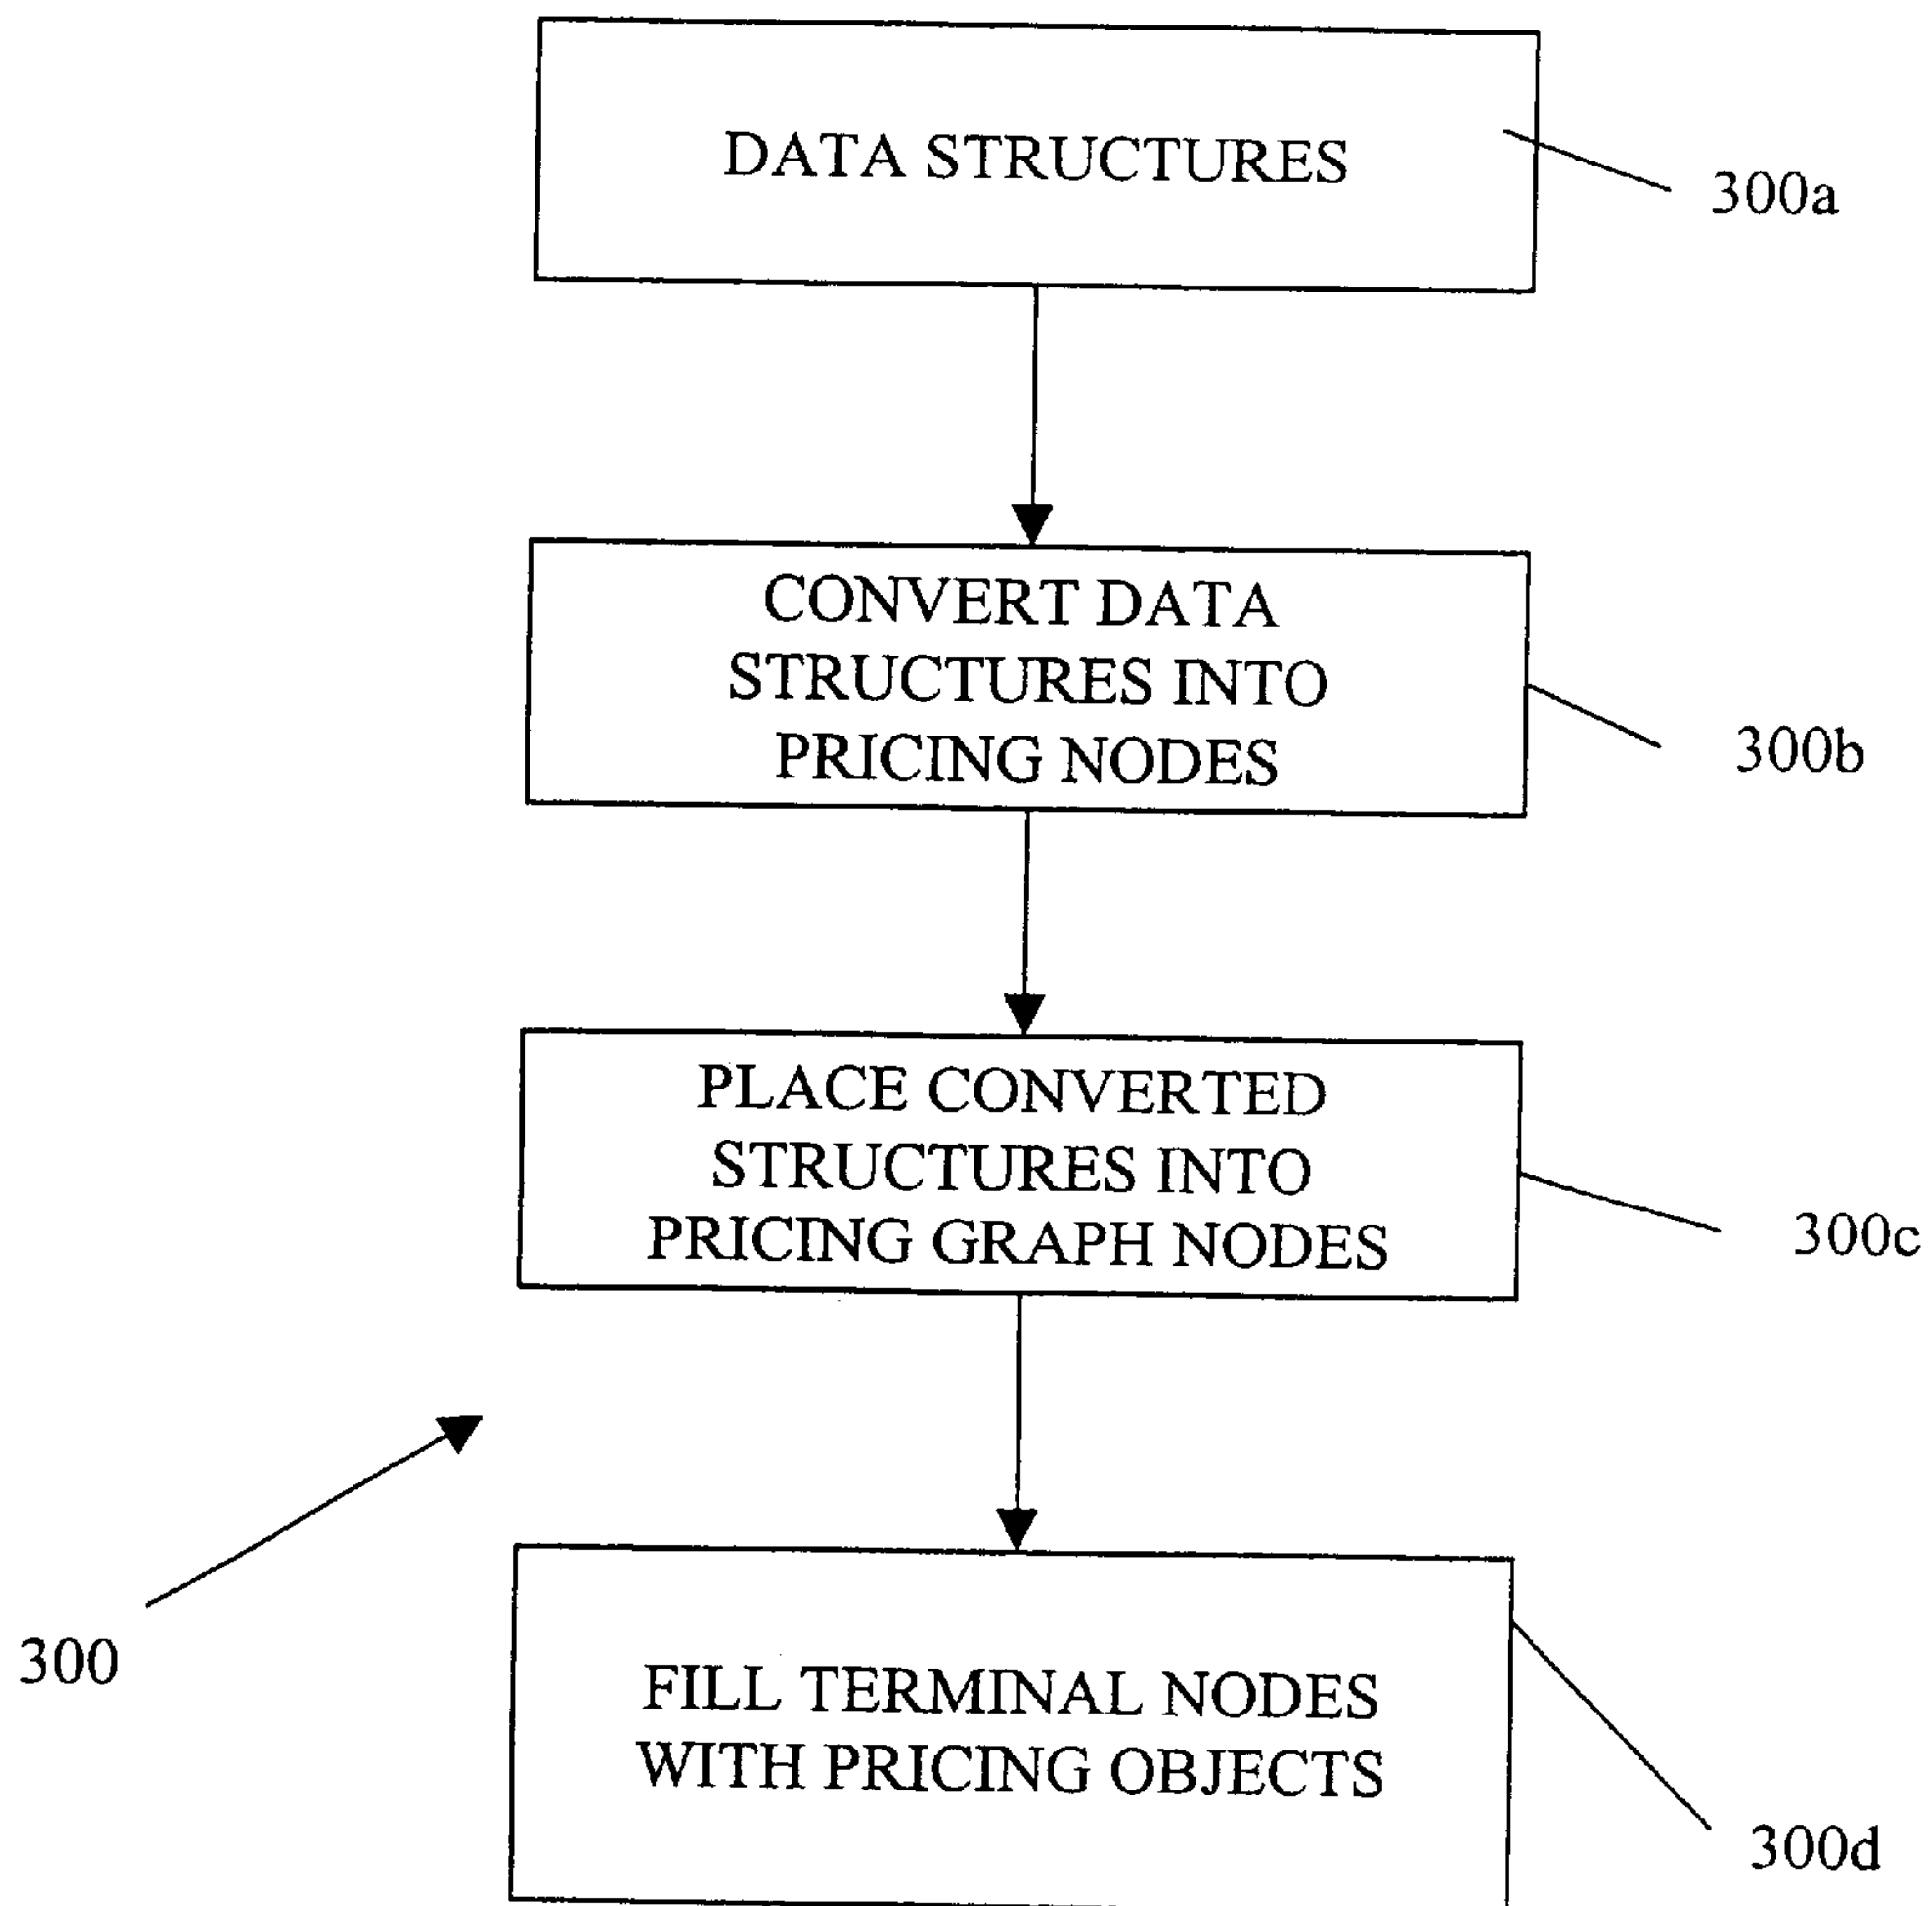 DATA STRUCTURES
300a
CONVERT DATA
STRUCTURES INTO
PRICING NODES
300b
PLACE CONVERTED
STRUCTURES INTO
PRICING GRAPH NODES
300c
300
FILL TERMINAL NODES
WITH PRICING OBJECTS
300d